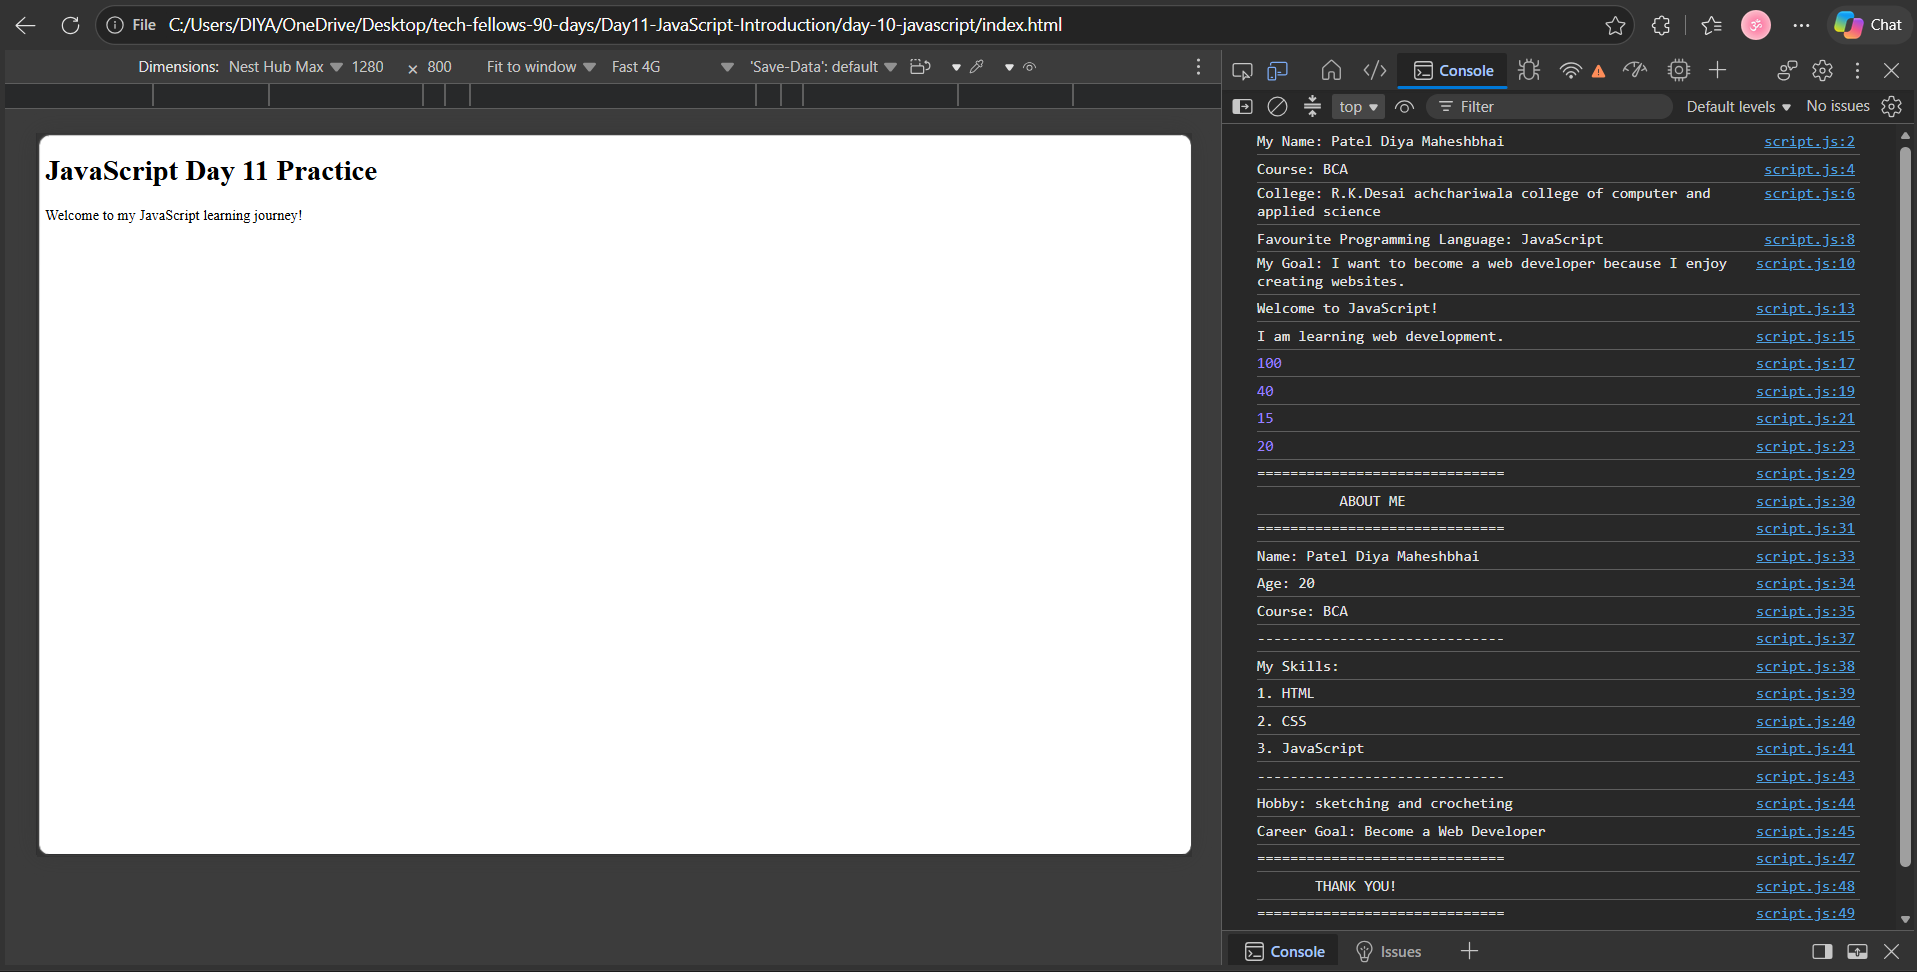 File C:/Users/DIYA/OneDrive/Desktop/tech-fellows-90-days/Day11-JavaScript-Introduction/day-10-javascript/index.html
Chat
Dimensions: Nest Hub Max 1280 × 800 Fit to window Fast 4G 'Save-Data': default
Console
top Filter Default levels No issues
JavaScript Day 11 Practice
Welcome to my JavaScript learning journey!
My Name: Patel Diya Maheshbhai script.js:2
Course: BCA script.js:4
College: R.K.Desai achchariwala college of computer and script.js:6
applied science
Favourite Programming Language: JavaScript script.js:8
My Goal: I want to become a web developer because I enjoy script.js:10
creating websites.
Welcome to JavaScript! script.js:13
I am learning web development. script.js:15
100 script.js:17
40 script.js:19
15 script.js:21
20 script.js:23
============================== script.js:29
ABOUT ME script.js:30
============================== script.js:31
Name: Patel Diya Maheshbhai script.js:33
Age: 20 script.js:34
Course: BCA script.js:35
------------------------------ script.js:37
My Skills: script.js:38
1. HTML script.js:39
2. CSS script.js:40
3. JavaScript script.js:41
------------------------------ script.js:43
Hobby: sketching and crocheting script.js:44
Career Goal: Become a Web Developer script.js:45
============================== script.js:47
THANK YOU! script.js:48
============================== script.js:49
Console Issues